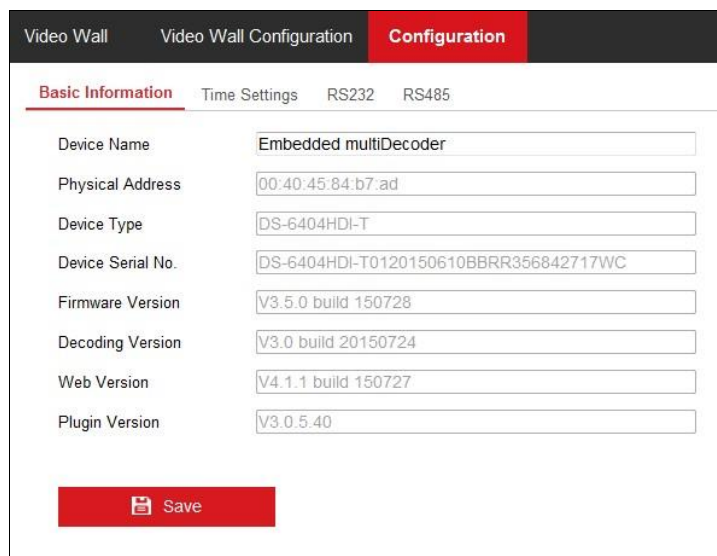 Video Wall Video Wall Configuration Configuration
Basic Information Time Settings RS232 RS485
Device Name Embedded multiDecoder
Physical Address 00:40:45:84:b7:ad
Device Type DS-6404HDI-T
Device Serial No. DS-6404HDI-T0120150610BBRR356842717WC
Firmware Version V3.5.0 build 150728
Decoding Version V3.0 build 20150724
Web Version V4.1.1 build 150727
Plugin Version V3.0.5.40
Save